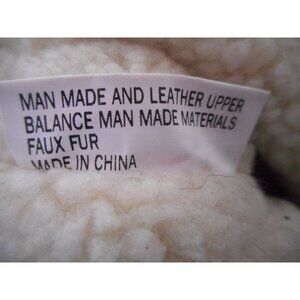 MAN MADE AND LEATHER UPPER
BALANCE MAN MADE MATERIALS
FAUX FUR
MADE IN CHINA